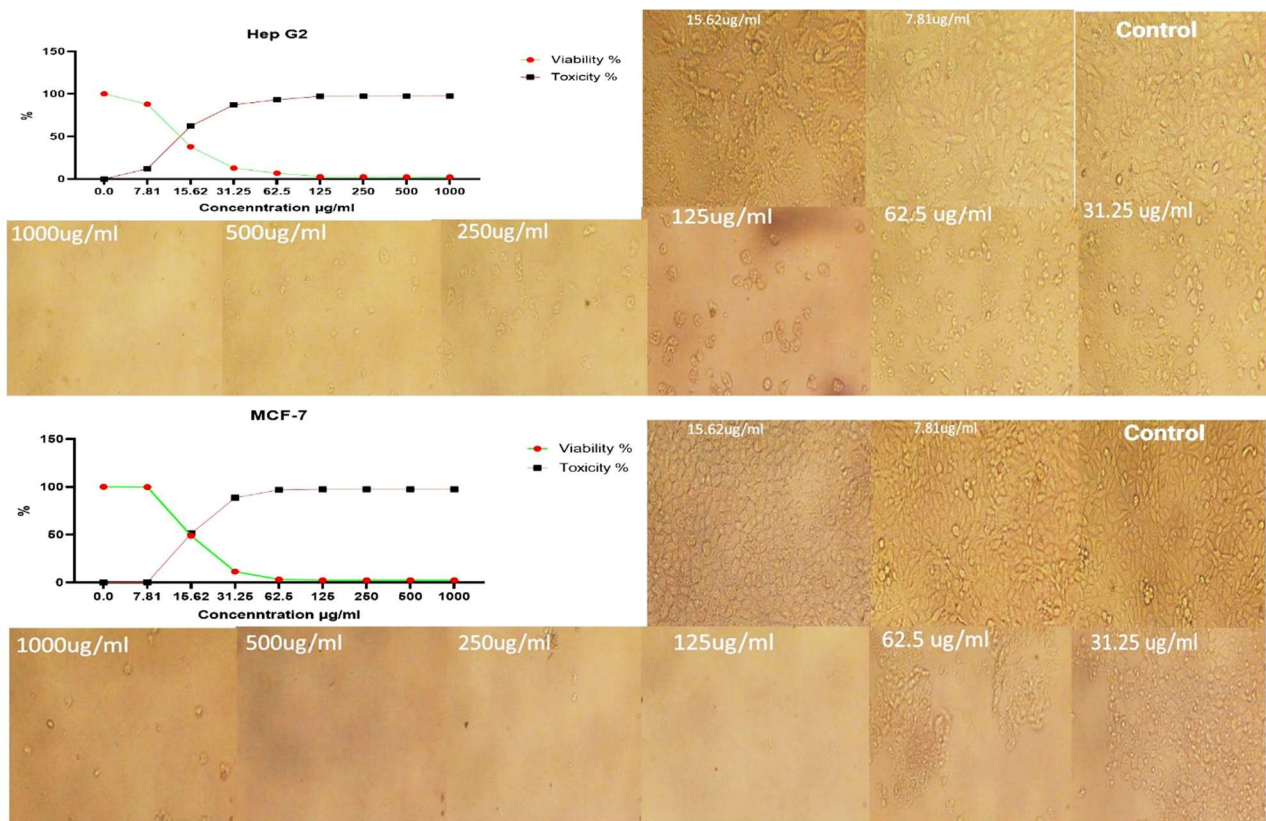 Hep G2
150
100
50
0
%
Viability %
Toxicity %
0.0 7.81 15.62 31.25 62.5 125 250 500 1000
Concenntration µg/ml
15.62ug/ml
7.81ug/ml
Control
1000ug/ml
500ug/ml
250ug/ml
125ug/ml
62.5 ug/ml
31.25 ug/ml
MCF-7
150
100
50
0
%
Viability %
Toxicity %
0.0 7.81 15.62 31.25 62.5 125 250 500 1000
Concenntration µg/ml
15.62ug/ml
7.81ug/ml
Control
1000ug/ml
500ug/ml
250ug/ml
125ug/ml
62.5 ug/ml
31.25 ug/ml